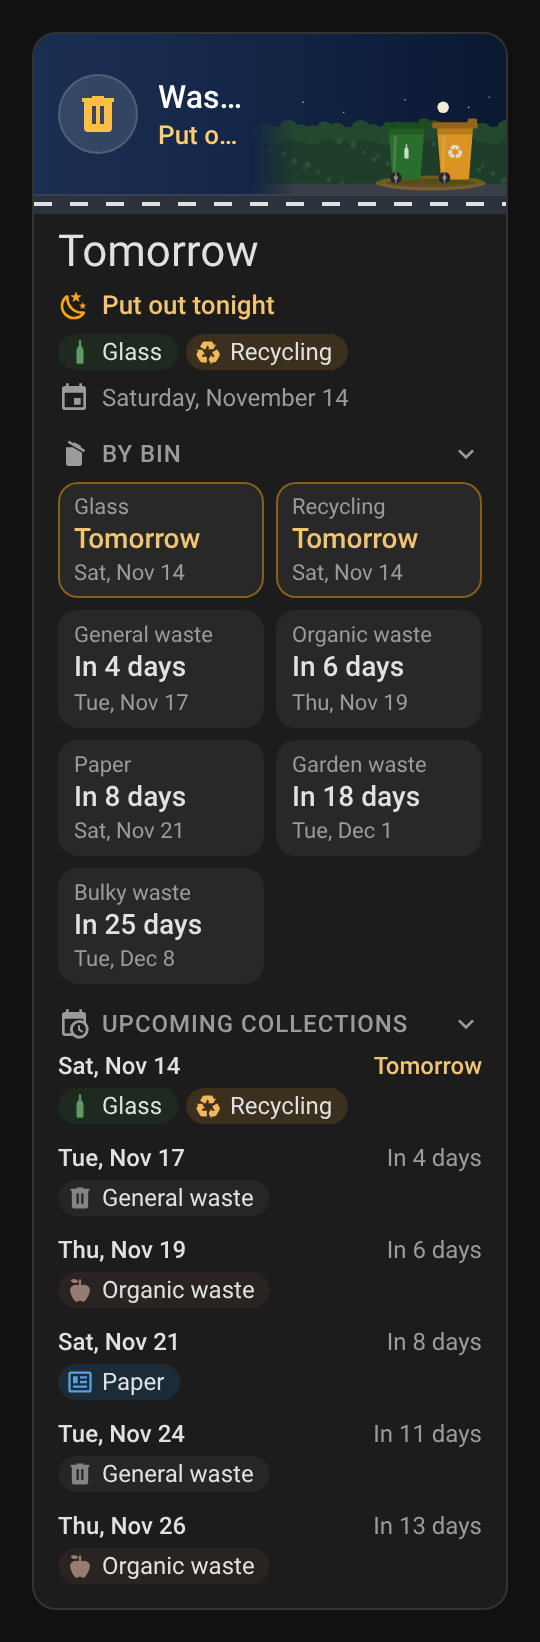 Was...
Put o...
Tomorrow
Put out tonight
Glass Recycling
Saturday, November 14
BY BIN
Glass Recycling
Tomorrow Tomorrow
Sat, Nov 14 Sat, Nov 14
General waste Organic waste
In 4 days In 6 days
Tue, Nov 17 Thu, Nov 19
Paper Garden waste
In 8 days In 18 days
Sat, Nov 21 Tue, Dec 1
Bulky waste
In 25 days
Tue, Dec 8
UPCOMING COLLECTIONS
Sat, Nov 14 Tomorrow
Glass Recycling
Tue, Nov 17 In 4 days
General waste
Thu, Nov 19 In 6 days
Organic waste
Sat, Nov 21 In 8 days
Paper
Tue, Nov 24 In 11 days
General waste
Thu, Nov 26 In 13 days
Organic waste